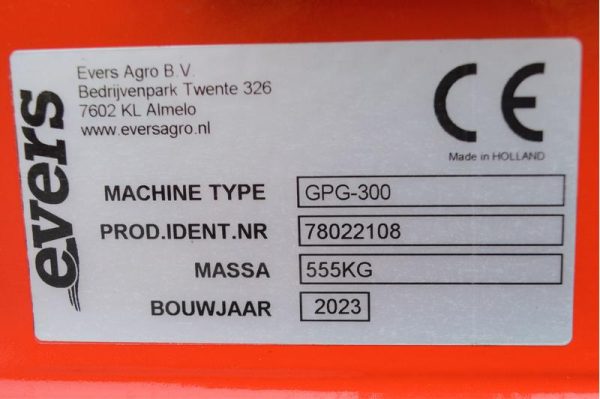 evers
Evers Agro B.V.
Bedrijvenpark Twente 326
7602 KL Almelo
www.eversagro.nl
CE
Made in HOLLAND
MACHINE TYPE GPG-300
PROD.IDENT.NR 78022108
MASSA 555KG
BOUWJAAR 2023